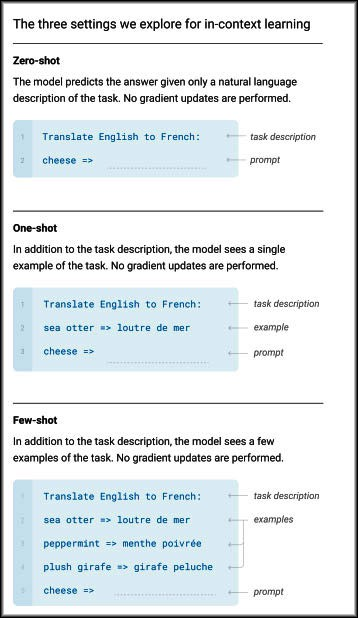 The three settings we explore for in-context learning
Zero-shot
The model predicts the answer given only a natural language
description of the task. No gradient updates are performed.
1 Translate English to French: task description
2 cheese => prompt
One-shot
In addition to the task description, the model sees a single
example of the task. No gradient updates are performed.
1 Translate English to French: task description
2 sea otter => loutre de mer example
3 cheese => prompt
Few-shot
In addition to the task description, the model sees a few
examples of the task. No gradient updates are performed.
1 Translate English to French: task description
2 sea otter => loutre de mer examples
3 peppermint => menthe poivrée
4 plush girafe => girafe peluche
5 cheese => prompt